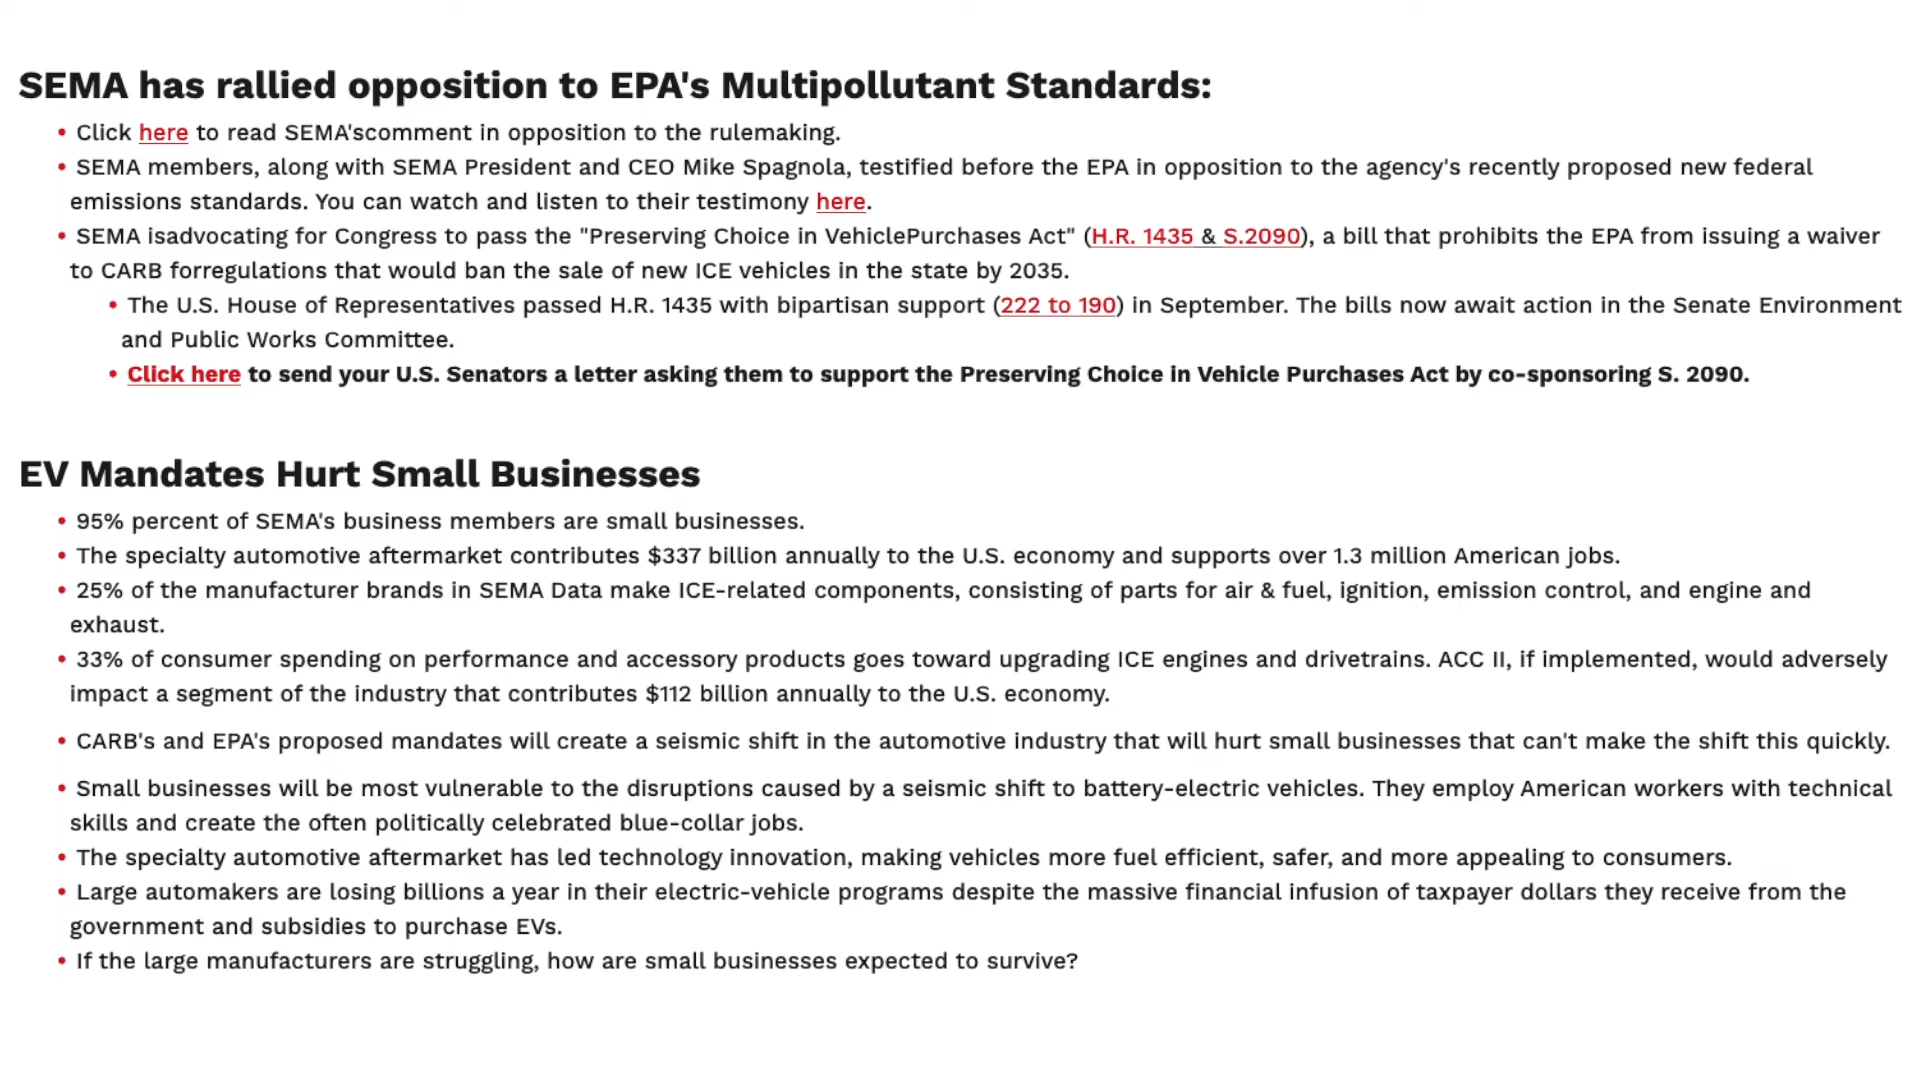 SEMA has rallied opposition to EPA's Multipollutant Standards:
• Click here to read SEMA'scomment in opposition to the rulemaking.
• SEMA members, along with SEMA President and CEO Mike Spagnola, testified before the EPA in opposition to the agency's recently proposed new federal
emissions standards. You can watch and listen to their testimony here.
• SEMA isadvocating for Congress to pass the "Preserving Choice in VehiclePurchases Act" (H.R. 1435 & S.2090), a bill that prohibits the EPA from issuing a waiver
to CARB forregulations that would ban the sale of new ICE vehicles in the state by 2035.
• The U.S. House of Representatives passed H.R. 1435 with bipartisan support (222 to 190) in September. The bills now await action in the Senate Environment
and Public Works Committee.
• Click here to send your U.S. Senators a letter asking them to support the Preserving Choice in Vehicle Purchases Act by co-sponsoring S. 2090.
EV Mandates Hurt Small Businesses
• 95% percent of SEMA's business members are small businesses.
• The specialty automotive aftermarket contributes $337 billion annually to the U.S. economy and supports over 1.3 million American jobs.
• 25% of the manufacturer brands in SEMA Data make ICE-related components, consisting of parts for air & fuel, ignition, emission control, and engine and
exhaust.
• 33% of consumer spending on performance and accessory products goes toward upgrading ICE engines and drivetrains. ACC II, if implemented, would adversely
impact a segment of the industry that contributes $112 billion annually to the U.S. economy.
• CARB's and EPA's proposed mandates will create a seismic shift in the automotive industry that will hurt small businesses that can't make the shift this quickly.
• Small businesses will be most vulnerable to the disruptions caused by a seismic shift to battery-electric vehicles. They employ American workers with technical
skills and create the often politically celebrated blue-collar jobs.
• The specialty automotive aftermarket has led technology innovation, making vehicles more fuel efficient, safer, and more appealing to consumers.
• Large automakers are losing billions a year in their electric-vehicle programs despite the massive financial infusion of taxpayer dollars they receive from the
government and subsidies to purchase EVs.
• If the large manufacturers are struggling, how are small businesses expected to survive?